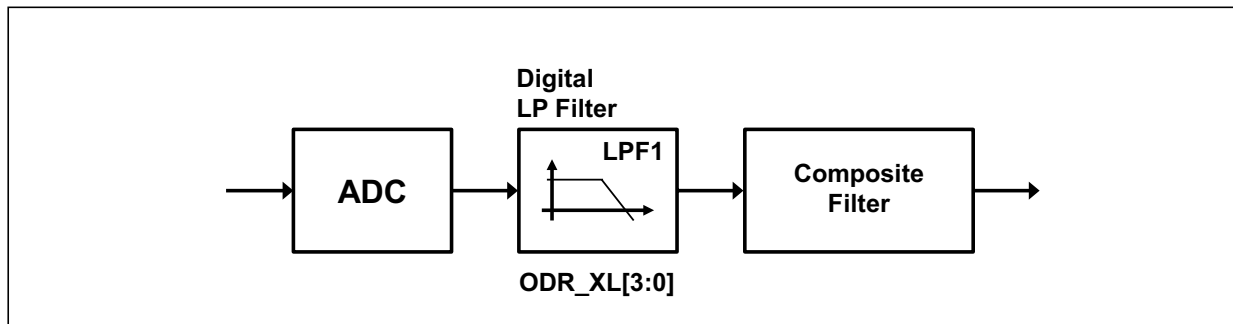 Digital
LP Filter
LPF1
ADC
Composite
Filter
ODR_XL[3:0]